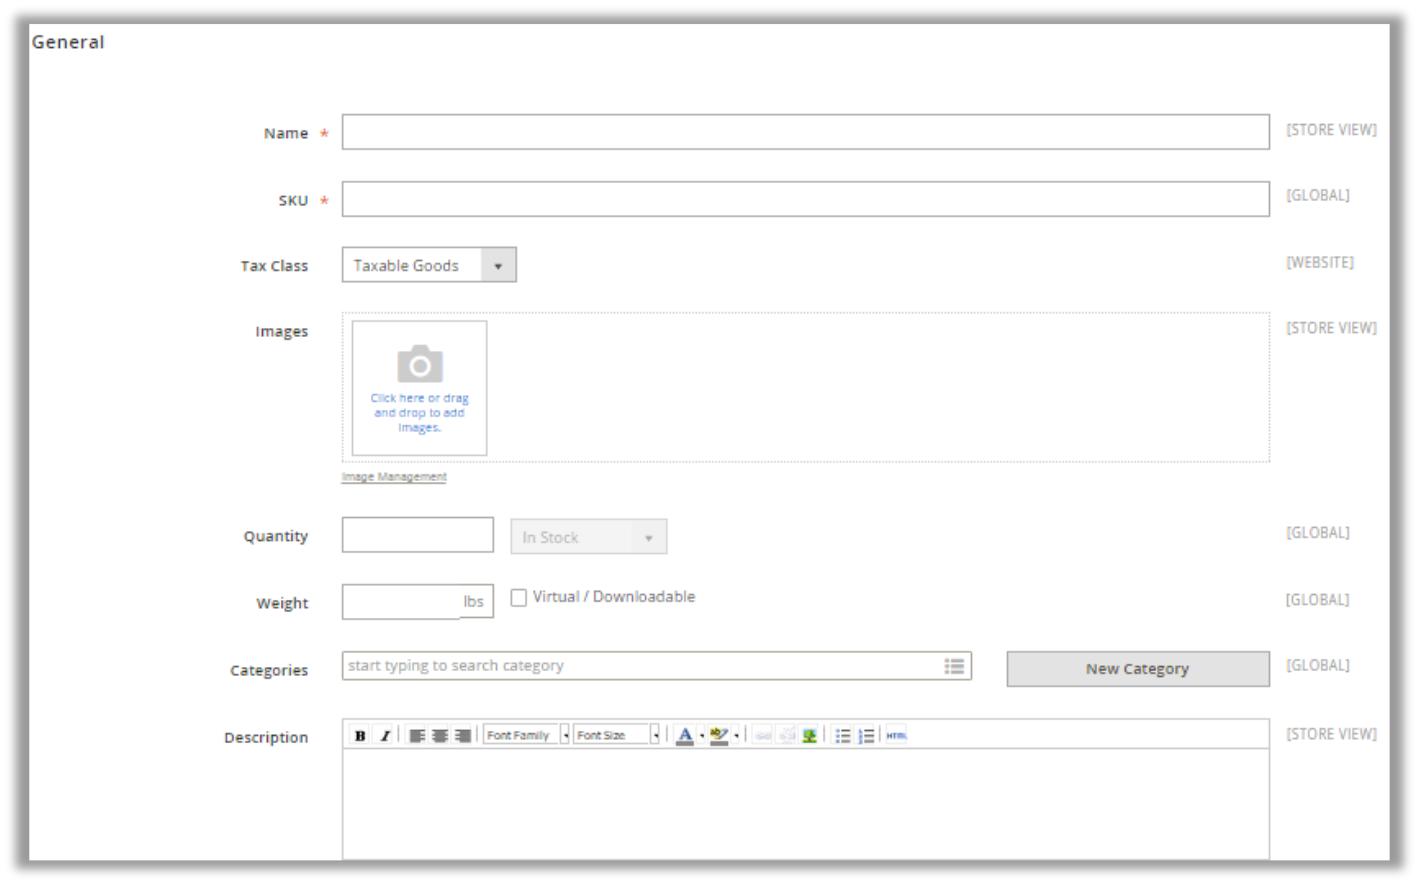 General
Name * [STORE VIEW]
SKU * [GLOBAL]
Tax Class Taxable Goods [WEBSITE]
Images [STORE VIEW]
Click here or drag
and drop to add
images.
Image Management
Quantity In Stock [GLOBAL]
Weight lbs Virtual / Downloadable [GLOBAL]
Categories start typing to search category New Category [GLOBAL]
Description B I Font Family Font Size A ab HTML [STORE VIEW]